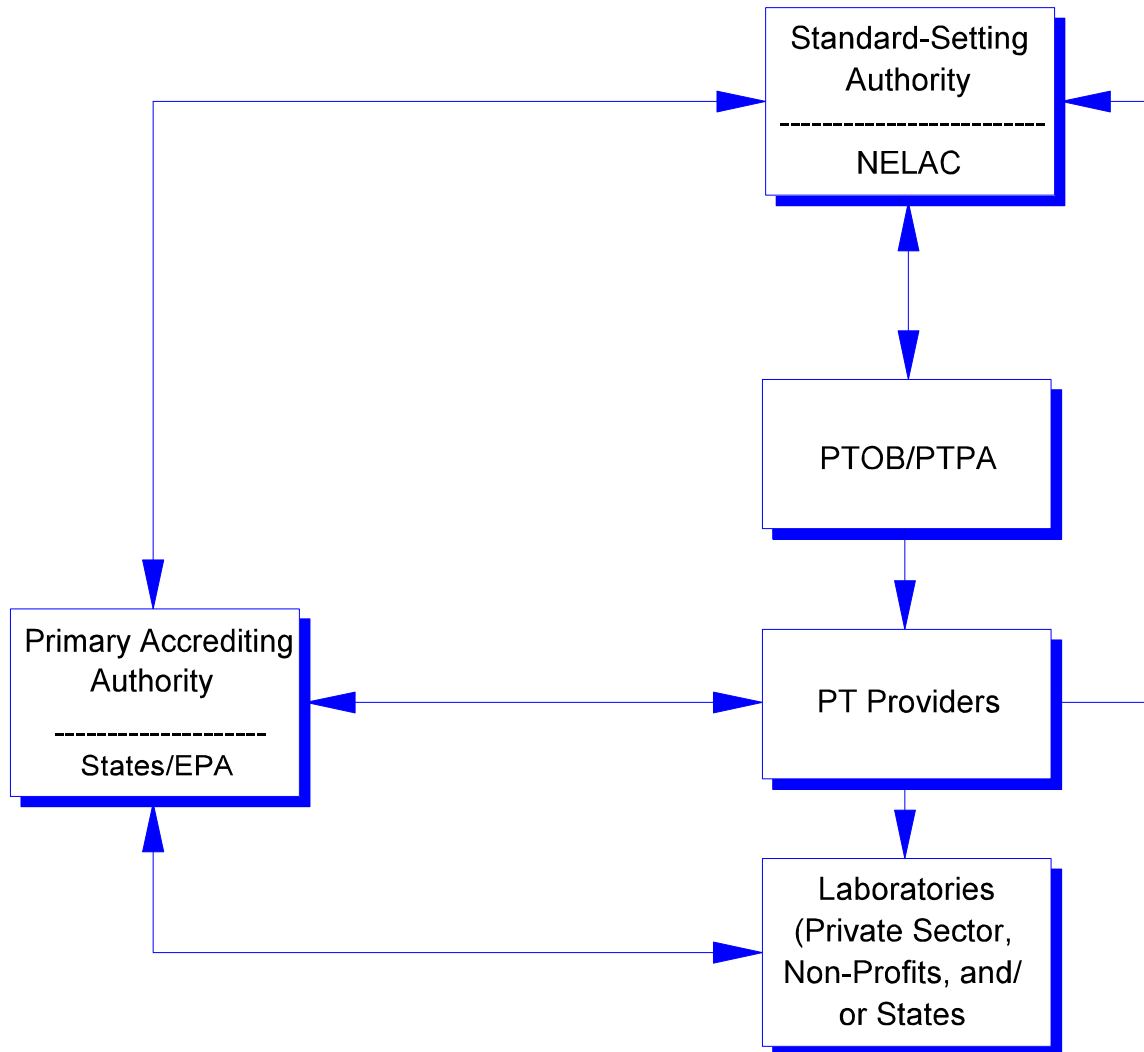 Standard-Setting
Authority
-------------------------
NELAC
PTOB/PTPA
Primary Accrediting
Authority
--------------------
States/EPA
PT Providers
Laboratories
(Private Sector,
Non-Profits, and/
or States